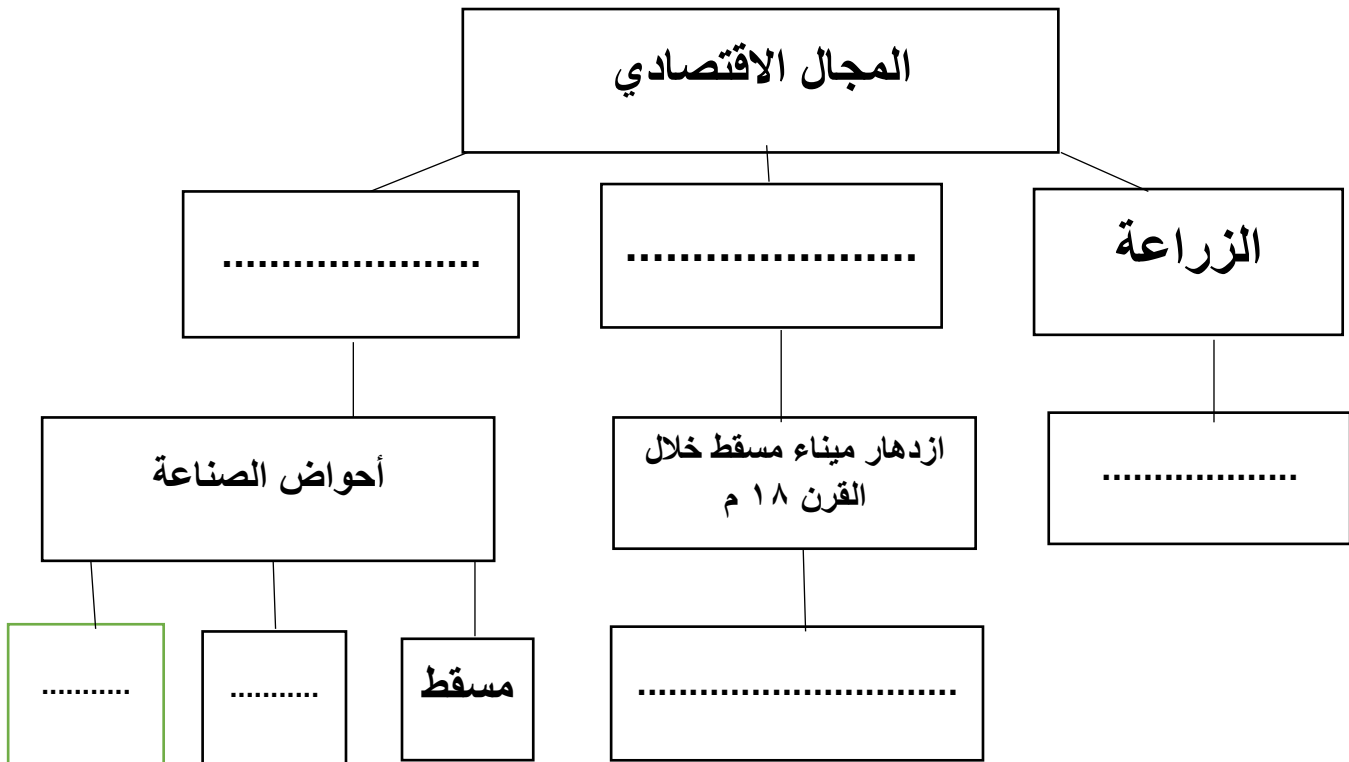 المجال الاقتصادي
الزراعة
......................
......................
...................
ازدهار ميناء مسقط خلال
القرن ١٨ م
أحواض الصناعة
.............................
مسقط
...........
...........